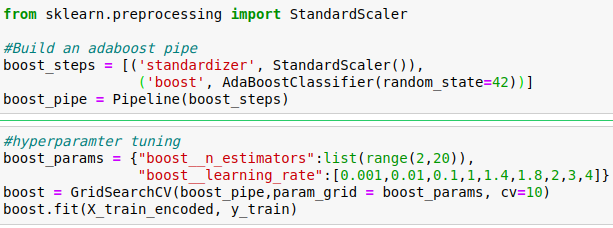 from sklearn.preprocessing import StandardScaler
#Build an adaboost pipe
boost_steps = [('standardizer', StandardScaler()),
('boost', AdaBoostClassifier(random_state=42))]
boost_pipe = Pipeline(boost_steps)
#hyperparamter tuning
boost_params = {"boost__n_estimators":list(range(2,20)),
"boost__learning_rate":[0.001,0.01,0.1,1,1.4,1.8,2,3,4]}
boost = GridSearchCV(boost_pipe,param_grid = boost_params, cv=10)
boost.fit(X_train_encoded, y_train)